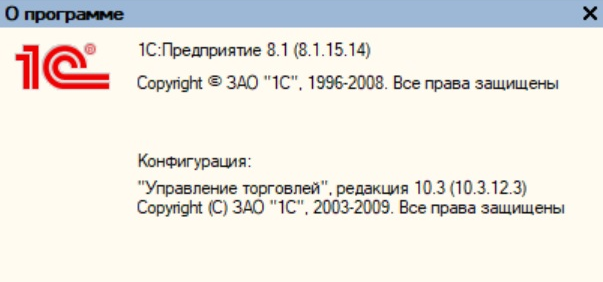 О программе
1С®
1С:Предприятие 8.1 (8.1.15.14)
Copyright © ЗАО "1С", 1996-2008. Все права защищены
Конфигурация:
"Управление торговлей", редакция 10.3 (10.3.12.3)
Copyright (C) ЗАО "1С", 2003-2009. Все права защищены